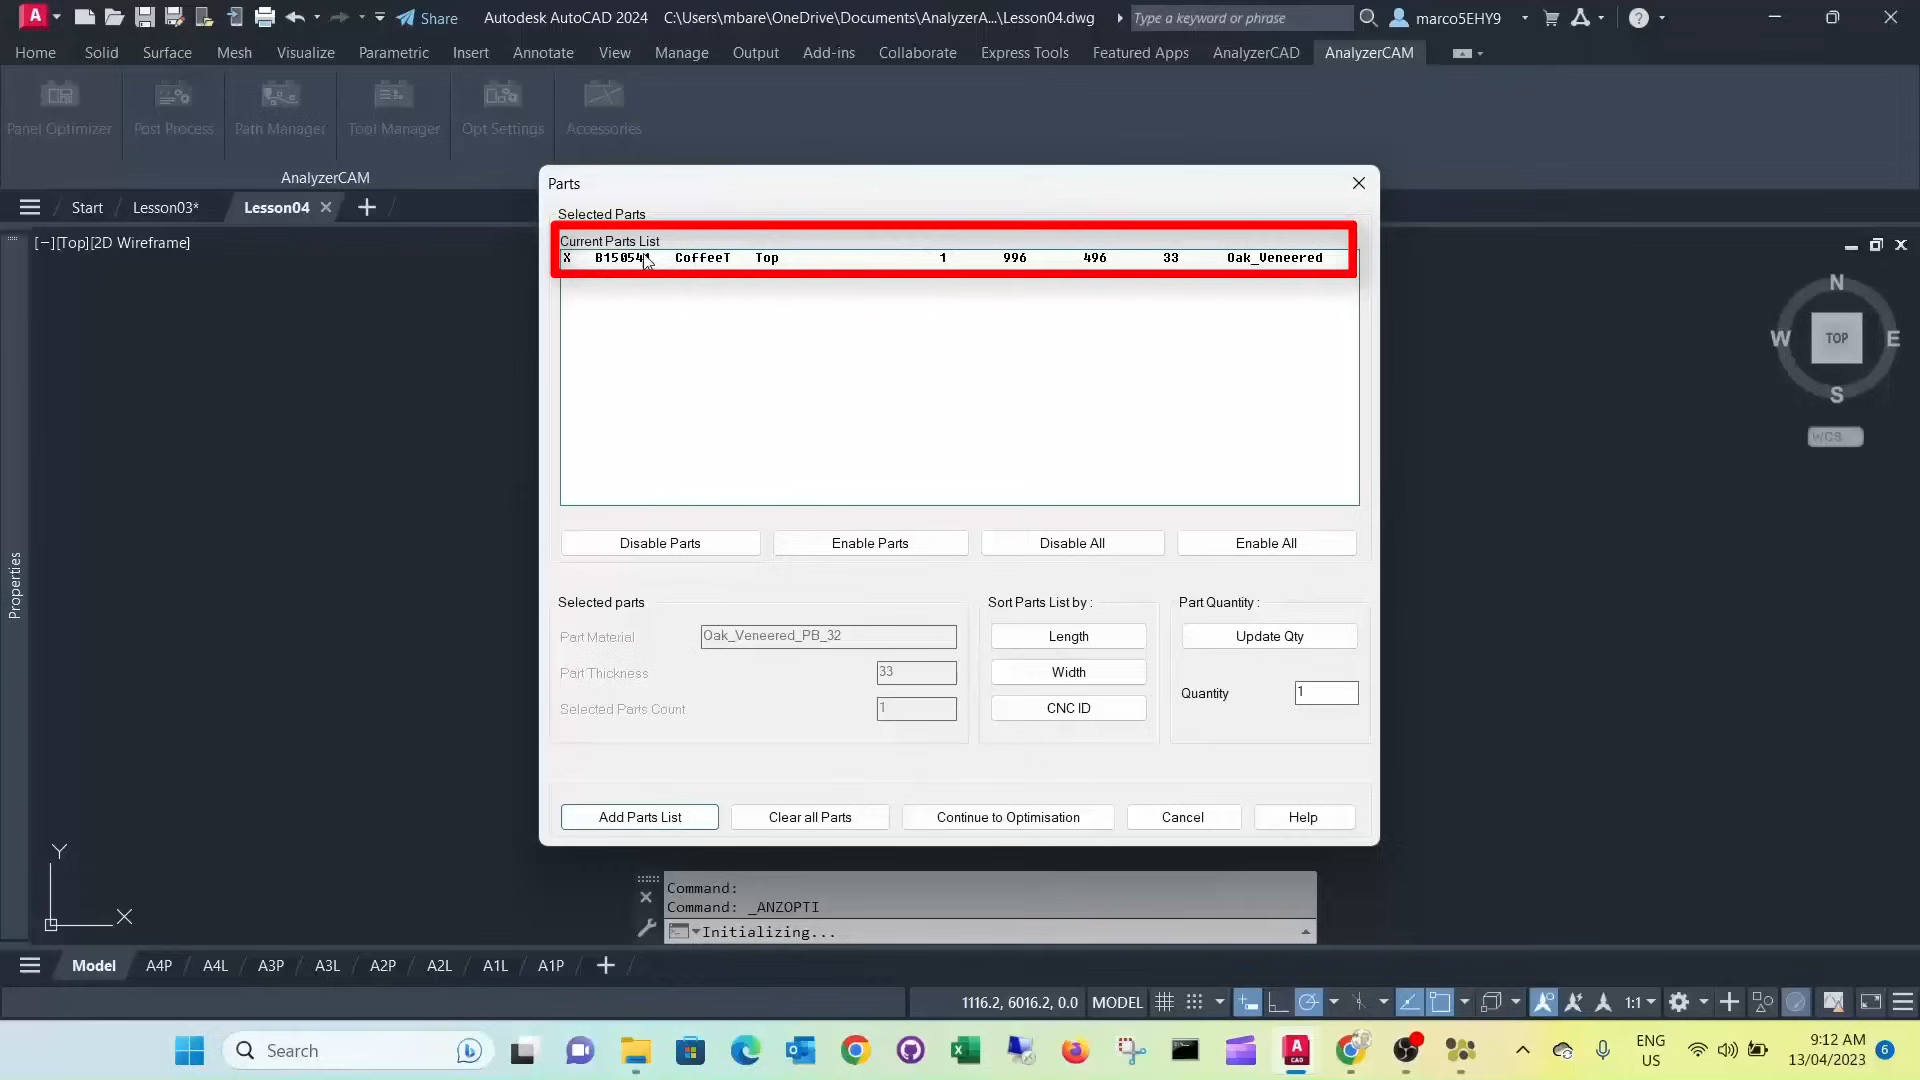 Share
Autodesk AutoCAD 2024
C:\Users\mbare\OneDrive\Documents\AnalyzerA...\Lesson04.dwg
Type a keyword or phrase
marco5EHY9
Home Solid Surface Mesh Visualize Parametric Insert Annotate View Manage Output Add-ins Collaborate Express Tools Featured Apps AnalyzerCAD AnalyzerCAM
Panel Optimizer Post Process Path Manager Tool Manager Opt Settings Accessories
AnalyzerCAM
Start Lesson03* Lesson04
[−][Top][2D Wireframe]
Properties
N
W TOP E
S
WCS
Parts
Selected Parts
Current Parts List
X CoffeeT Top 1 996 496 33 Oak_Veneered
Disable Parts Enable Parts Disable All Enable All
Selected parts
Part Material Oak_Veneered_PB_32
Part Thickness 33
Selected Parts Count 1
Sort Parts List by :
Length
Width
CNC ID
Part Quantity :
Update Qty
Quantity 1
Add Parts List Clear all Parts Continue to Optimisation Cancel Help
Y
X
Command:
Command: _ANZOPTI
Initializing...
Model A4P A4L A3P A3L A2P A2L A1L A1P
1116.2, 6016.2, 0.0 MODEL 1:1
Search
ENG
US
9:12 AM
13/04/2023
6